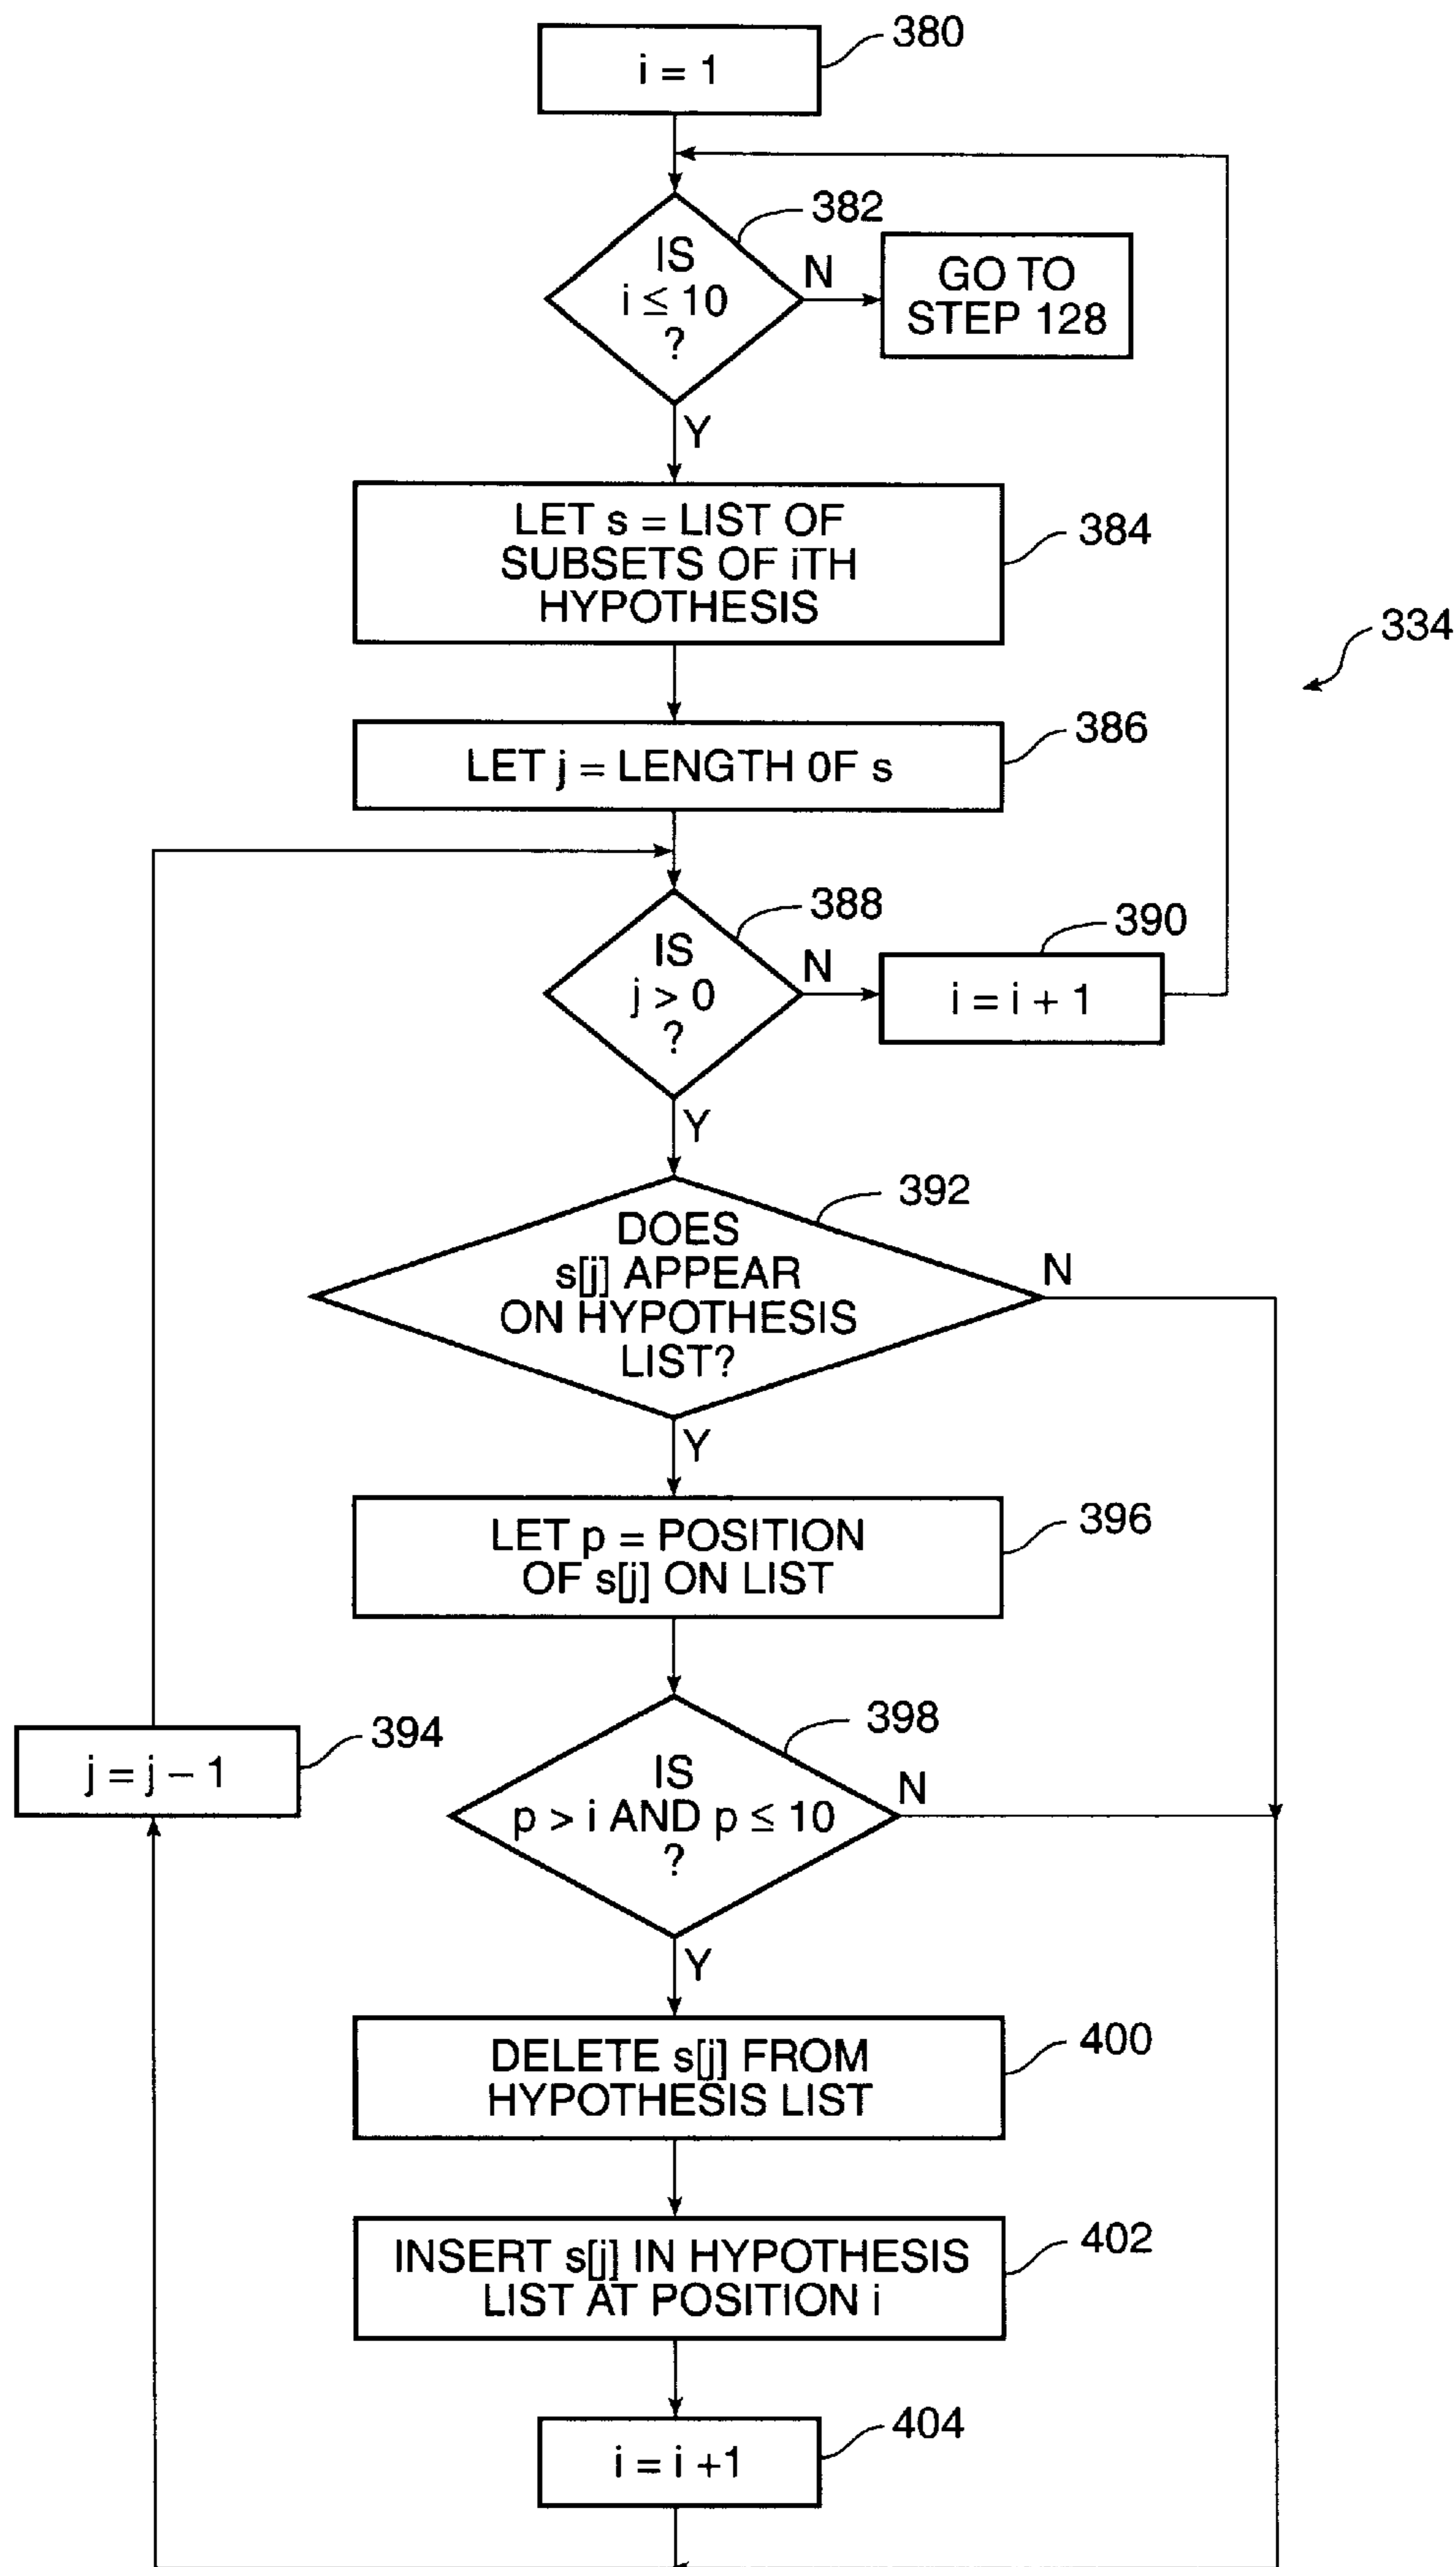 i = 1
380
382
IS
i ≤ 10
?
N
GO TO
STEP 128
Y
LET s = LIST OF
SUBSETS OF iTH
HYPOTHESIS
384
334
LET j = LENGTH OF s
386
388
IS
j > 0
?
N
390
i = i + 1
Y
392
DOES
s[j] APPEAR
ON HYPOTHESIS
LIST?
N
Y
LET p = POSITION
OF s[j] ON LIST
396
398
IS
p > i AND p ≤ 10
?
N
j = j – 1
394
Y
DELETE s[j] FROM
HYPOTHESIS LIST
400
INSERT s[j] IN HYPOTHESIS
LIST AT POSITION i
402
i = i +1
404